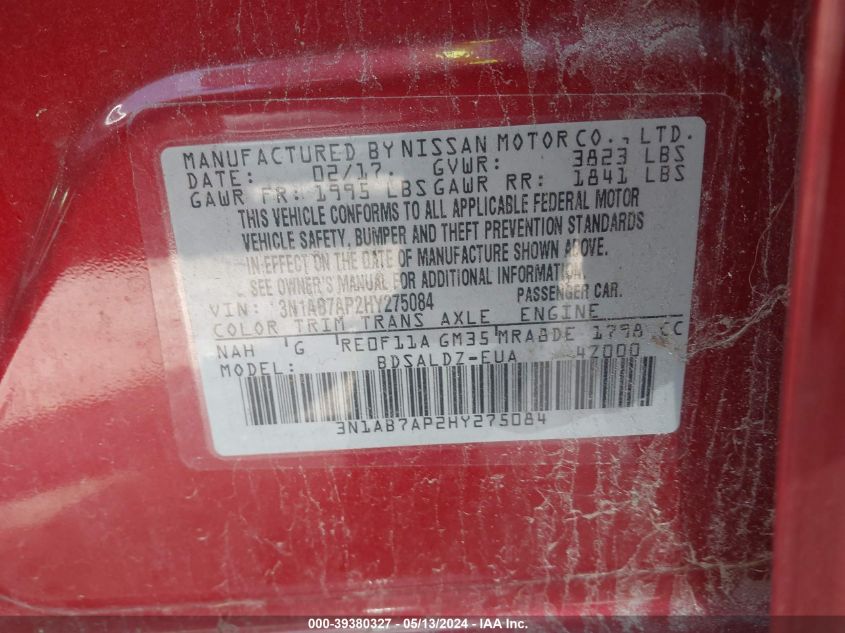 MANUFACTURED BY NISSAN MOTOR CO., LTD.
DATE: 02/17. GVWR: 3823 LBS
GAWR FR: 1995 LBS GAWR RR: 1841 LBS
THIS VEHICLE CONFORMS TO ALL APPLICABLE FEDERAL MOTOR
VEHICLE SAFETY, BUMPER AND THEFT PREVENTION STANDARDS
IN EFFECT ON THE DATE OF MANUFACTURE SHOWN ABOVE.
SEE OWNER'S MANUAL FOR ADDITIONAL INFORMATION.
VIN: 3N1AB7AP2HY275084 PASSENGER CAR.
COLOR TRIM TRANS AXLE ENGINE
NAH G RE0F11A GM35 MRA8DE 1798 CC
MODEL: BDSALDZ-EUA 42000
3N1AB7AP2HY275084
000-39380327 - 05/13/2024 - IAA, Inc.